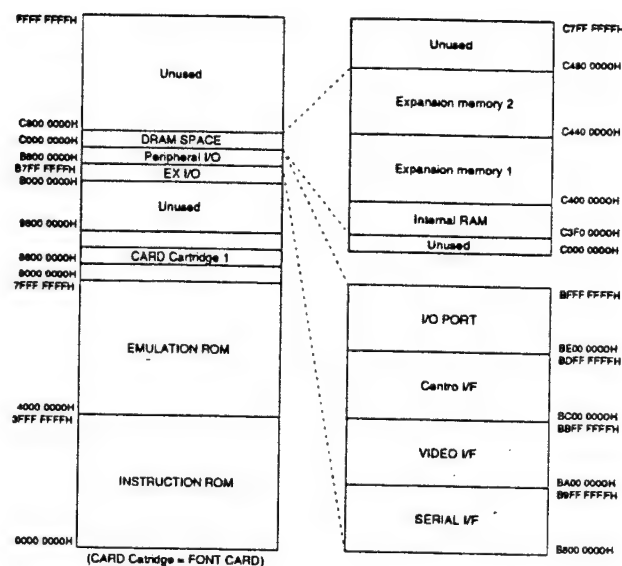 FFFF FFFFH
Unused
C800 0000H
DRAM SPACE
C000 0000H
Peripheral I/O
B800 0000H
B7FF FFFFH
EX I/O
B000 0000H
Unused
9800 0000H
CARD Cartridge 1
8800 0000H
8000 0000H
7FFF FFFFH
EMULATION ROM
4000 0000H
3FFF FFFFH
INSTRUCTION ROM
0000 0000H
(CARD Catridge = FONT CARD)
C7FF FFFFH
Unused
C480 0000H
Expansion memory 2
C440 0000H
Expansion memory 1
C400 0000H
Internal RAM
C3F0 0000H
Unused
C000 0000H
BFFF FFFFH
I/O PORT
BE00 0000H
BDFF FFFFH
Centro I/F
BC00 0000H
BBFF FFFFH
VIDEO I/F
BA00 0000H
B9FF FFFFH
SERIAL I/F
B800 0000H